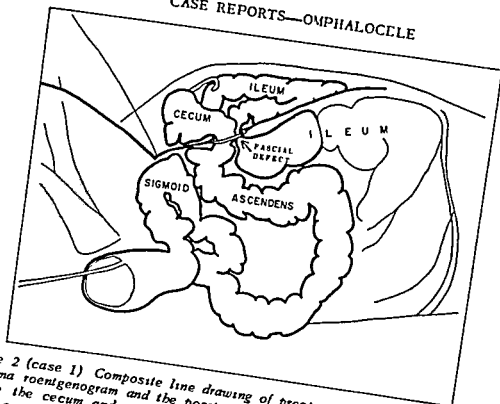 CASE REPORTS—OMPHALOCELE
ILEUM
CECUM
ILEUM
FASCIAL
DEFECT
SIGMOID
ASCENDENS
2 (case 1) Composite line drawing of
roentgenogram and the
the cecum and